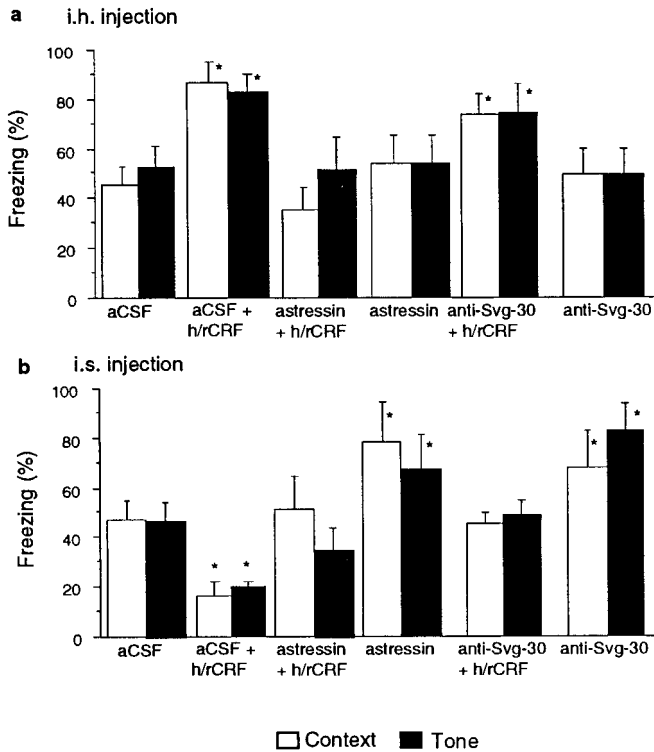 a i.h. injection
100
80
60
40
20
0
Freezing (%)
* * * *
aCSF aCSF + astressin astressin anti-Svg-30 anti-Svg-30
h/rCRF + h/rCRF + h/rCRF
b i.s. injection
100
80
60
40
20
0
Freezing (%)
* * * * * *
aCSF aCSF + astressin astressin anti-Svg-30 anti-Svg-30
h/rCRF + h/rCRF + h/rCRF
Context Tone